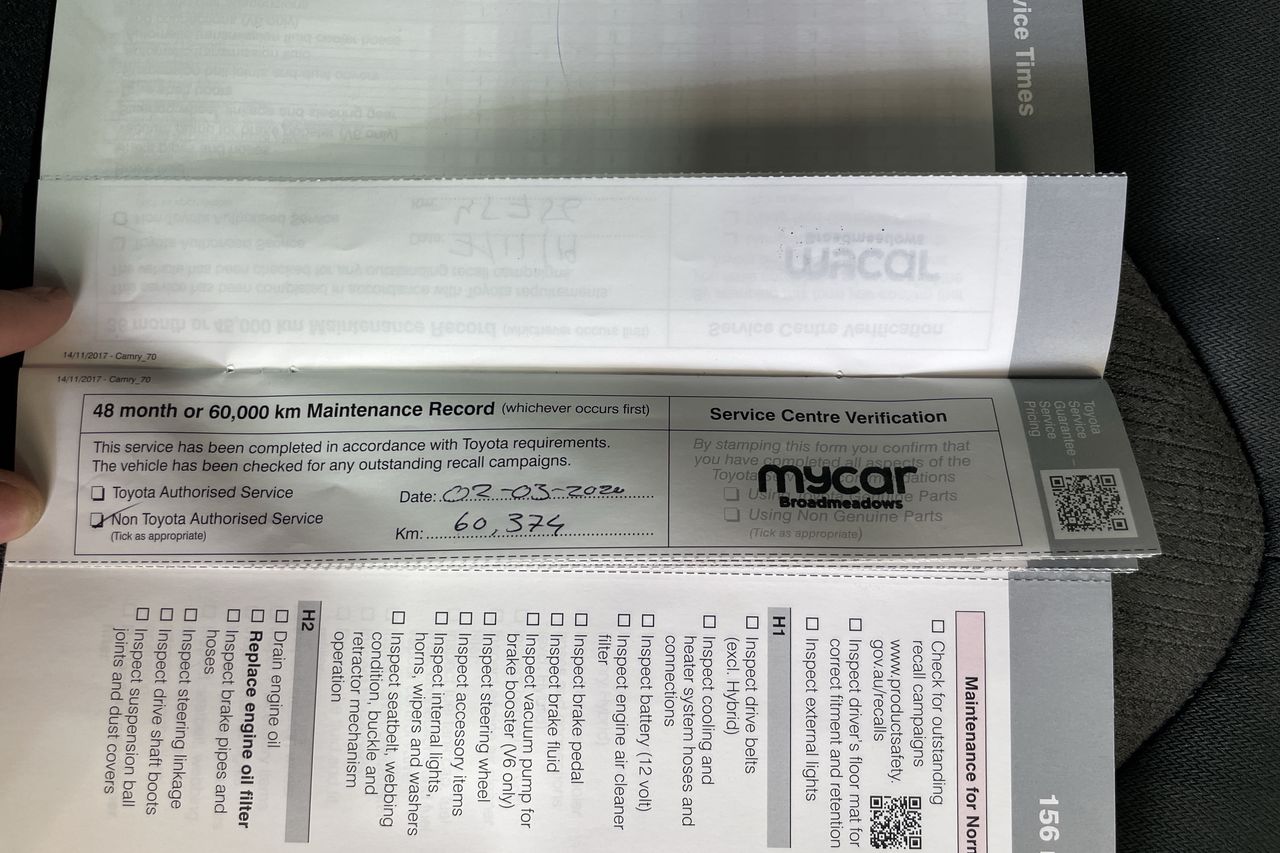 vice Times
14/11/2017 - Camry_70
14/11/2017 - Camry_70
48 month or 60,000 km Maintenance Record (whichever occurs first)
This service has been completed in accordance with Toyota requirements.
The vehicle has been checked for any outstanding recall campaigns.
Toyota Authorised Service
Non Toyota Authorised Service
(Tick as appropriate)
Date: 02-03-2020
Km: 60,374
Service Centre Verification
By stamping this form you confirm that
you have completed all aspects of the
Toyota
mycar
Broadmeadows
Parts
Using Non Genuine Parts
(Tick as appropriate)
Toyota
Service
Guarantee –
Service
Pricing
156
Maintenance for Norm
Check for outstanding
recall campaigns
www.productsafety.
gov.au/recalls
Inspect driver's floor mat for
correct fitment and retention
Inspect external lights
H1
Inspect drive belts
(excl. Hybrid)
Inspect cooling and
heater system hoses and
connections
Inspect battery (12 volt)
Inspect engine air cleaner
filter
Inspect brake pedal
Inspect brake fluid
Inspect vacuum pump for
brake booster (V6 only)
Inspect steering wheel
Inspect accessory items
Inspect internal lights,
horns, wipers and washers
Inspect seatbelt, webbing
condition, buckle and
retractor mechanism
operation
H2
Drain engine oil
Replace engine oil filter
Inspect brake pipes and
hoses
Inspect steering linkage
Inspect drive shaft boots
Inspect suspension ball
joints and dust covers